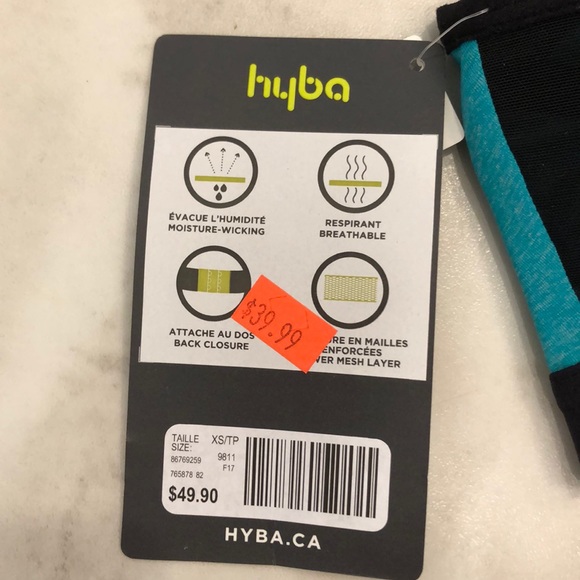 hyba
ÉVACUE L'HUMIDITÉ
MOISTURE-WICKING
RESPIRANT
BREATHABLE
ATTACHE AU DOS
BACK CLOSURE
EN MAILLES
MESH LAYER
$39.99
TAILLE XS/TP
SIZE:
86769259 9811
765878 82 F17
$49.90
HYBA.CA